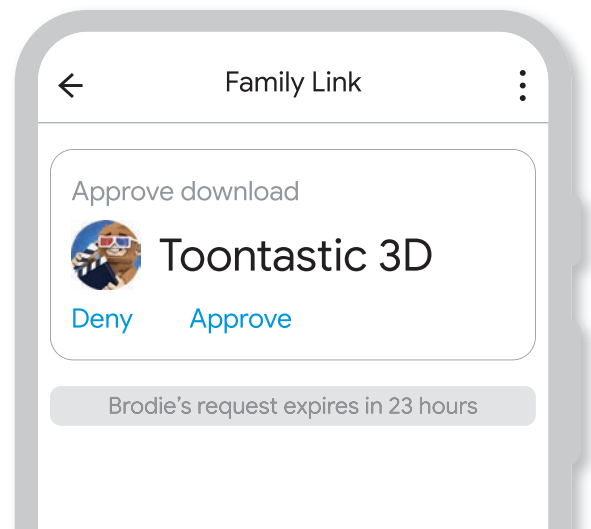 Family Link
Approve download
Toontastic 3D
Deny Approve
Brodie's request expires in 23 hours